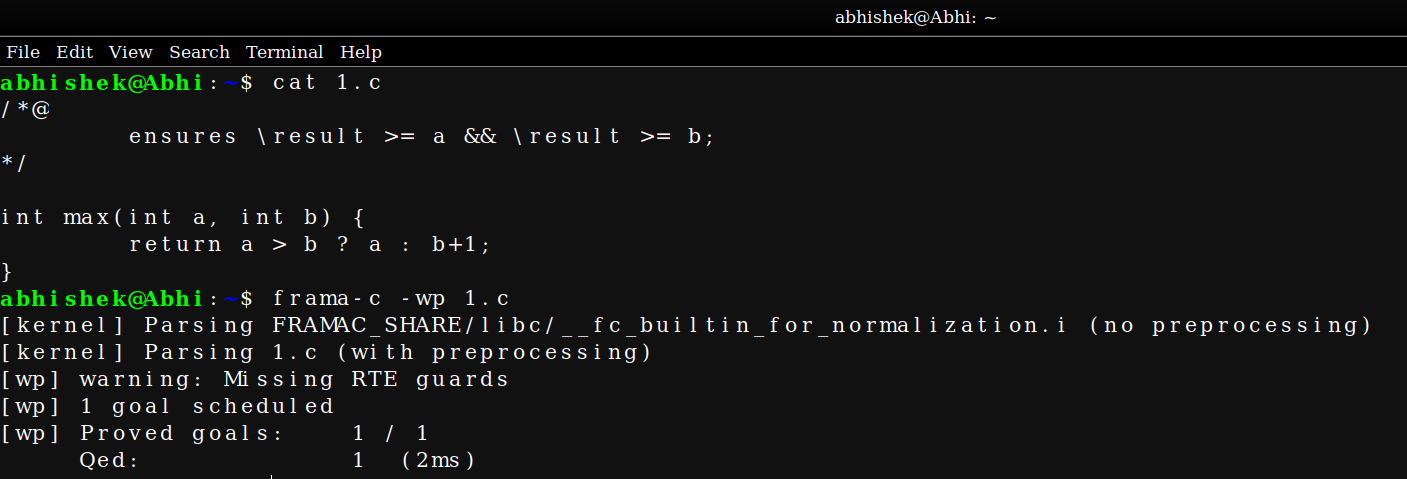 abhishek@Abhi: ~
File Edit View Search Terminal Help
abhishek@Abhi:~$ cat 1.c
/*@
        ensures \result >= a && \result >= b;
*/

int max(int a, int b) {
        return a > b ? a : b+1;
}
abhishek@Abhi:~$ frama-c -wp 1.c
[kernel] Parsing FRAMAC_SHARE/libc/__fc_builtin_for_normalization.i (no preprocessing)
[kernel] Parsing 1.c (with preprocessing)
[wp] warning: Missing RTE guards
[wp] 1 goal scheduled
[wp] Proved goals:    1 / 1
     Qed:             1  (2ms)